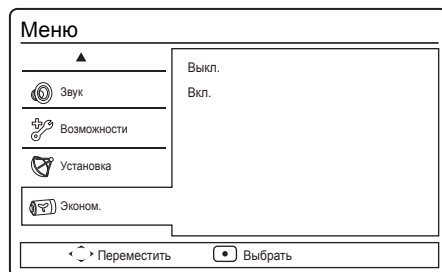 Меню
Звук
Возможности
Установка
Эконом.
Выкл.
Вкл.
Переместить
Выбрать